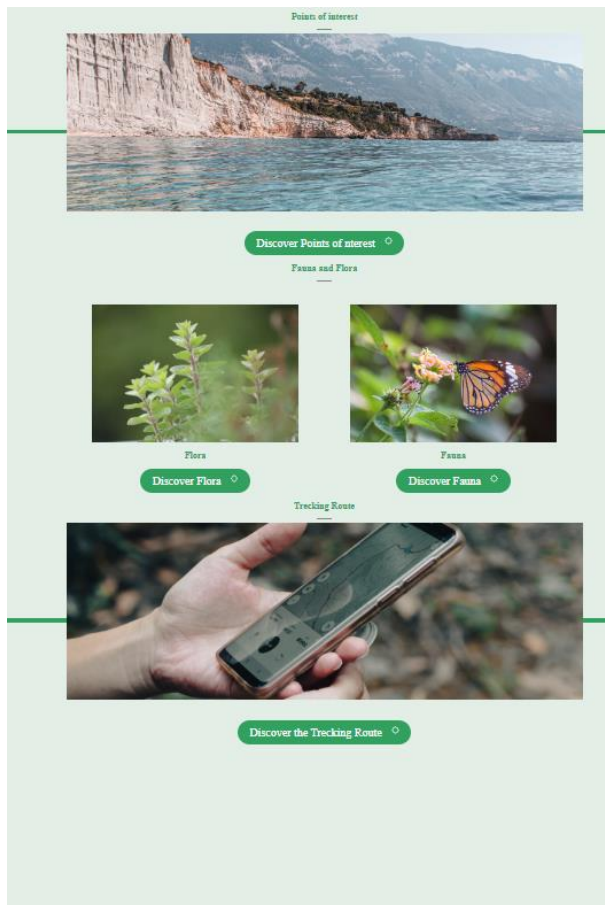 Points of interest
Discover Points of nterest
Fauna and Flora
Flora
Fauna
Discover Flora
Discover Fauna
Trecking Route
Discover the Trecking Route